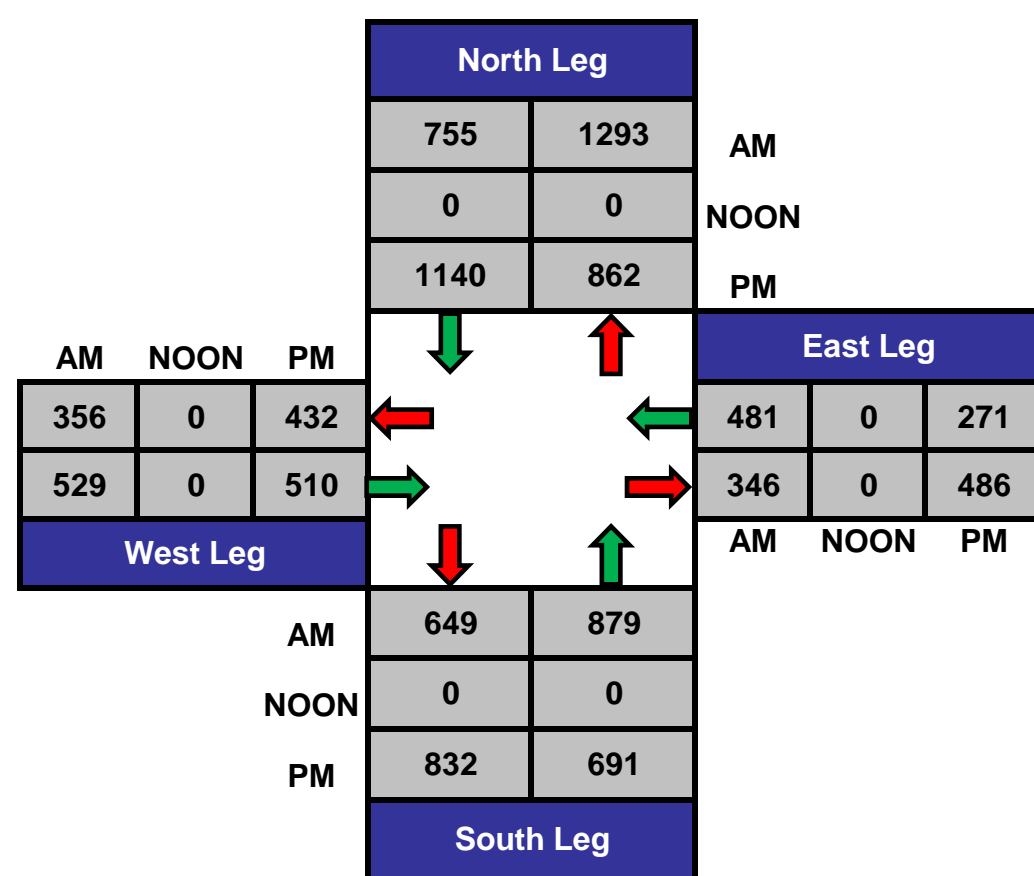 North Leg
755 1293 AM
0 0 NOON
1140 862 PM
East Leg
AM NOON PM
356 0 432 481 0 271
529 0 510 346 0 486
West Leg AM NOON PM
AM 649 879
NOON 0 0
PM 832 691
South Leg